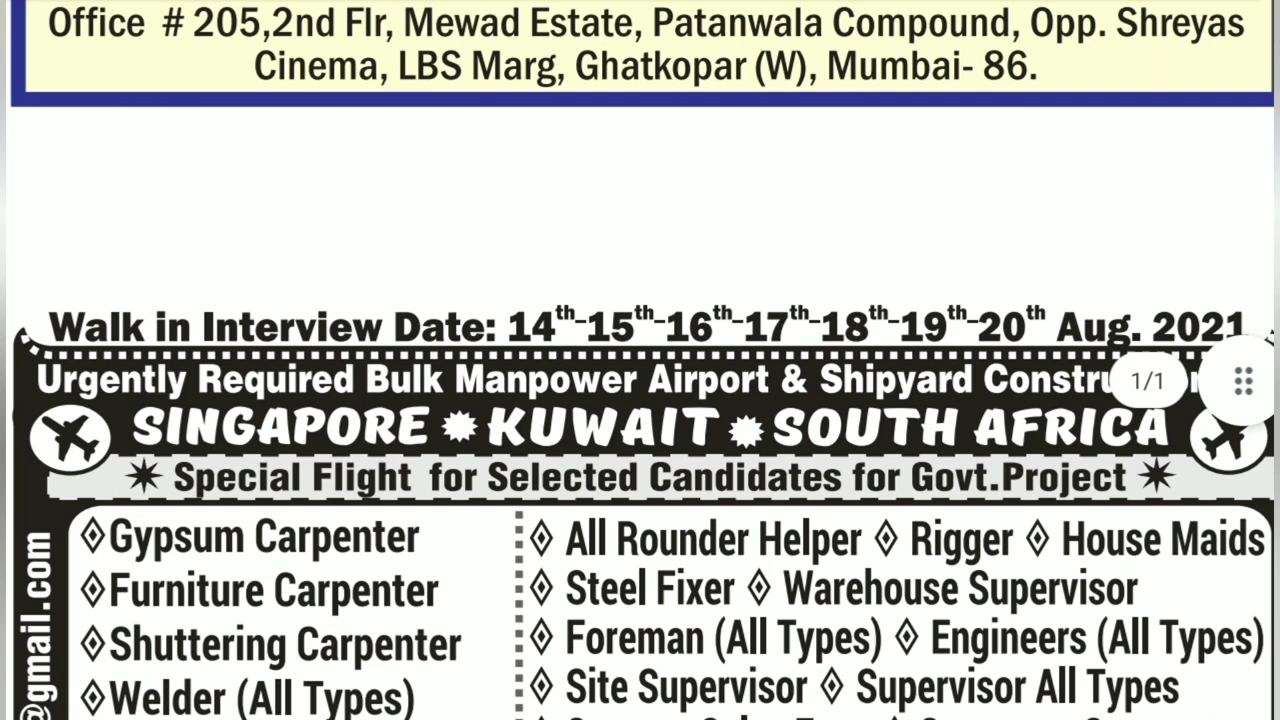 Office # 205,2nd Flr, Mewad Estate, Patanwala Compound, Opp. Shreyas
Cinema, LBS Marg, Ghatkopar (W), Mumbai- 86.
Walk in Interview Date: 14th-15th-16th-17th-18th-19th-20th Aug. 2021
Urgently Required Bulk Manpower Airport & Shipyard
1/1
SINGAPORE KUWAIT SOUTH AFRICA
Special Flight for Selected Candidates for Govt.Project
@gmail.com
Gypsum Carpenter
Furniture Carpenter
Shuttering Carpenter
Welder (All Types)
All Rounder Helper Rigger House Maids
Steel Fixer Warehouse Supervisor
Foreman (All Types) Engineers (All Types)
Site Supervisor Supervisor All Types